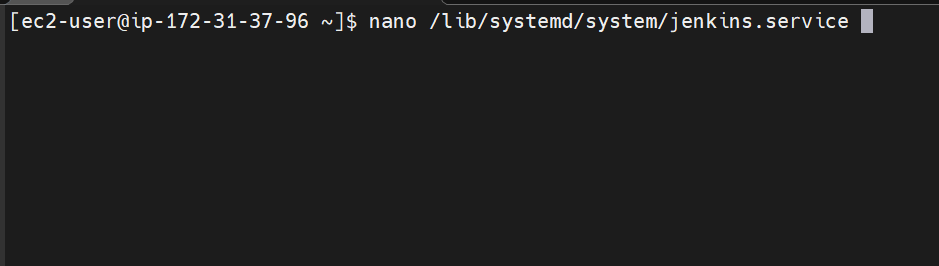 [ec2-user@ip-172-31-37-96 ~]$ nano /lib/systemd/system/jenkins.service